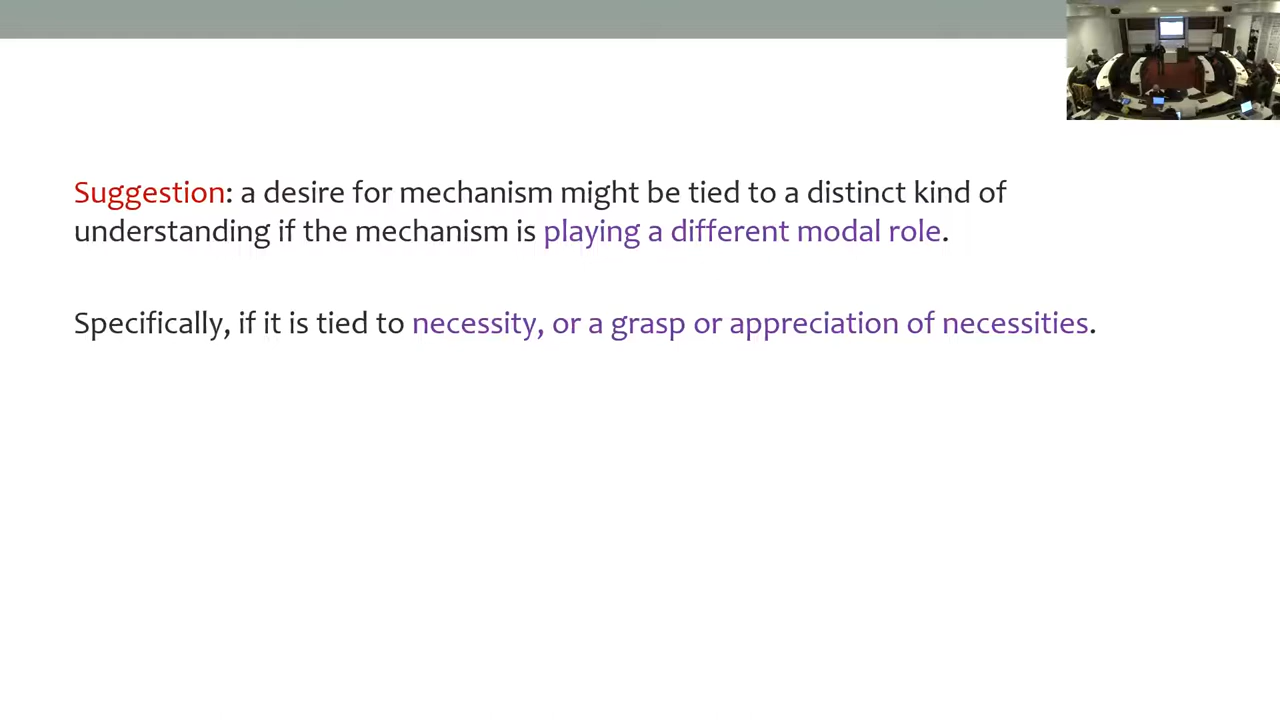 Suggestion: a desire for mechanism might be tied to a distinct kind of
understanding if the mechanism is playing a different modal role.
Specifically, if it is tied to necessity, or a grasp or appreciation of necessities.